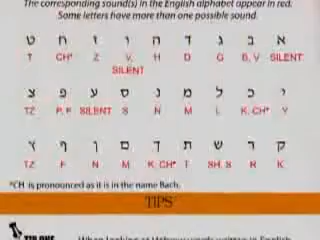 The corresponding sound(s) in the English alphabet appear in red.
Some letters have more than one possible sound.
א ב ג ד ה ו ז ח ט
T CH* Z V, H D G B, V SILENT
SILENT
י כ ל מ נ ס ע פ צ
TZ P, F SILENT S N M L K, CH* Y
ק ר ש ת ך ם ן ף ץ
TZ F N M K, CH* T SH, S R K
*CH is pronounced as it is in the name Bach.
TIPS
TIP ONE
When looking at Hebrew words written in English